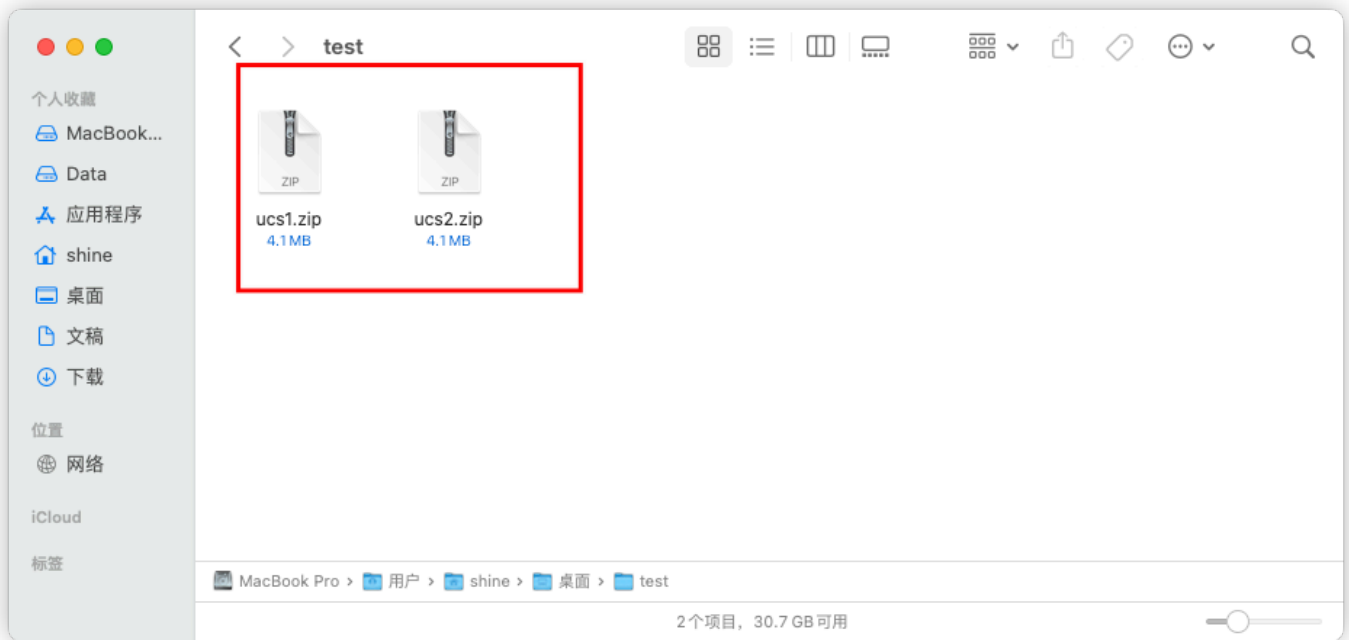 test
个人收藏
MacBook...
Data
应用程序
shine
桌面
文稿
下载
位置
网络
iCloud
标签
ZIP ZIP
ucs1.zip ucs2.zip
4.1 MB 4.1 MB
MacBook Pro › 用户 › shine › 桌面 › test
2个项目，30.7 GB可用